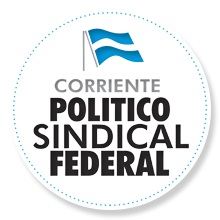 CORRIENTE
POLITICO
SINDICAL
FEDERAL